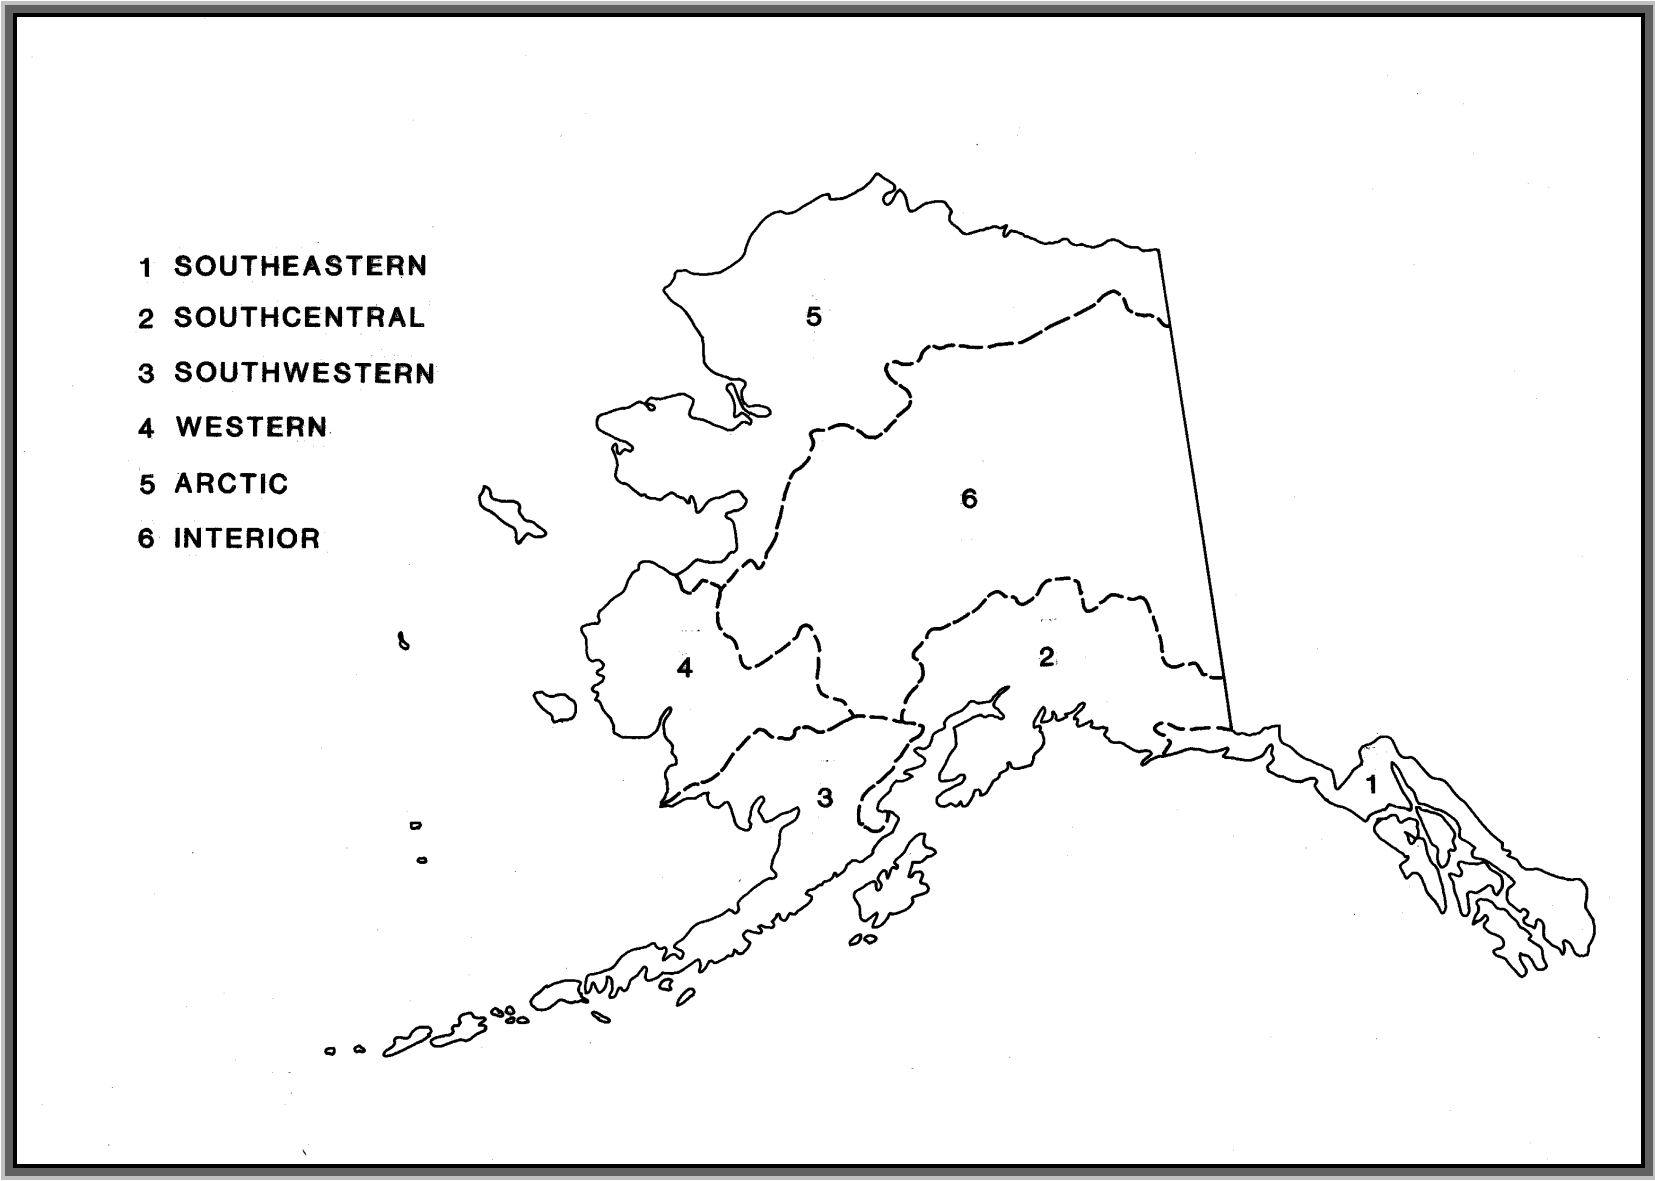 1 SOUTHEASTERN
2 SOUTHCENTRAL
3 SOUTHWESTERN
4 WESTERN
5 ARCTIC
6 INTERIOR
5
6
2
4
1
3